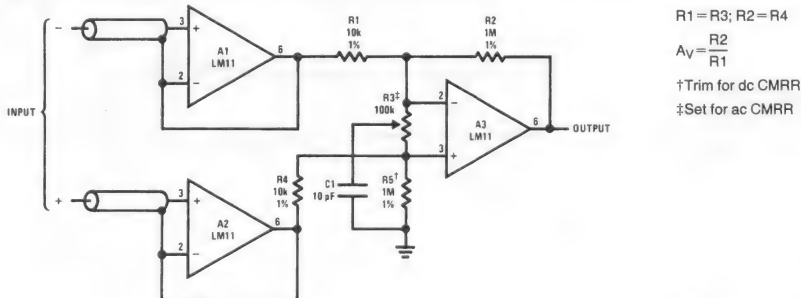 R1
10k
1%
R2
1M
1%
R1=R3; R2=R4
AV=R2/R1
†Trim for dc CMRR
‡Set for ac CMRR
−
3
+
A1
LM11
6
2
−
INPUT
R3‡
100k
2
−
A3
LM11
6
OUTPUT
3
+
R4
10k
1%
C1
10 pF
R5†
1M
1%
+
3
+
A2
LM11
6
2
−